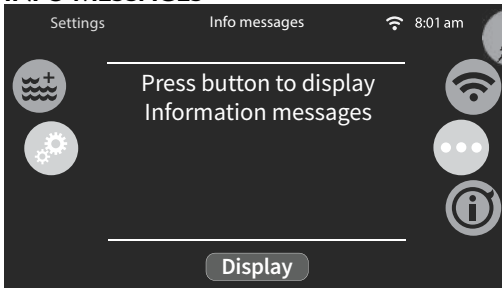 Settings
Info messages
8:01 am
Press button to display
Information messages
Display